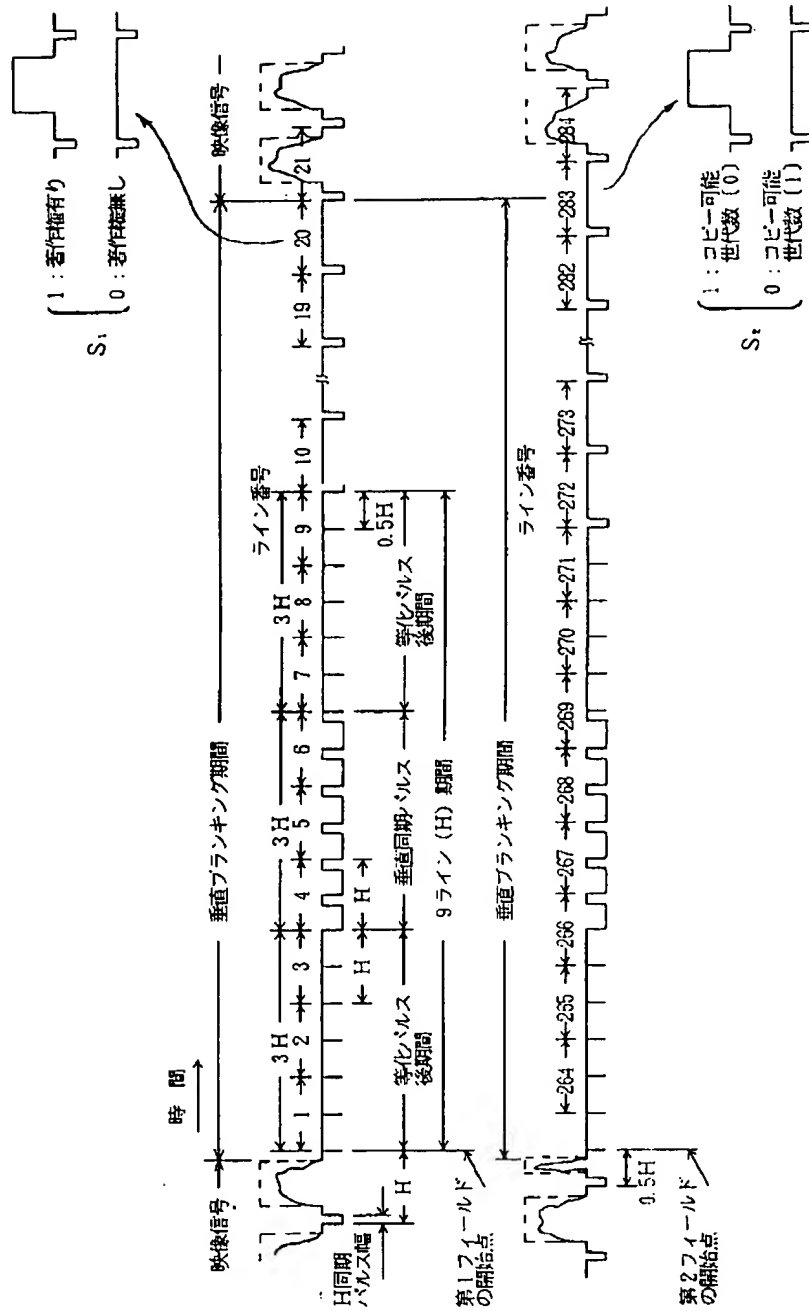 時 間
映像信号
垂直ブランキング期間
映像信号
3H
3H
3H
ライン番号
1
2
3
4
5
6
7
8
9
10
19
20
21
H同期
パルス幅
H
H
H
0.5H
等化パルス
後期間
垂直同期パルス
等化パルス
後期間
9ライン (H) 期間
第1フィールド
の開始点
S₁
1 : 著作権有り
0 : 著作権無し
垂直ブランキング期間
ライン番号
264
265
266
267
268
269
270
271
272
273
282
283
284
0.5H
第2フィールド
の開始点
S₂
1 : コピー可能
世代数 (0)
0 : コピー可能
世代数 (1)